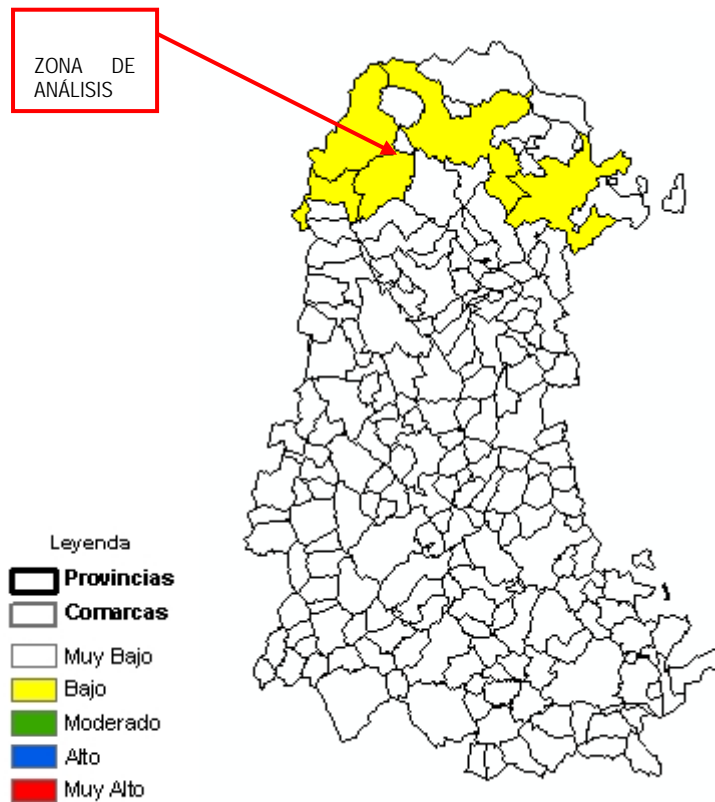 ZONA DE
ANÁLISIS
Leyenda
Provincias
Comarcas
Muy Bajo
Bajo
Moderado
Alto
Muy Alto